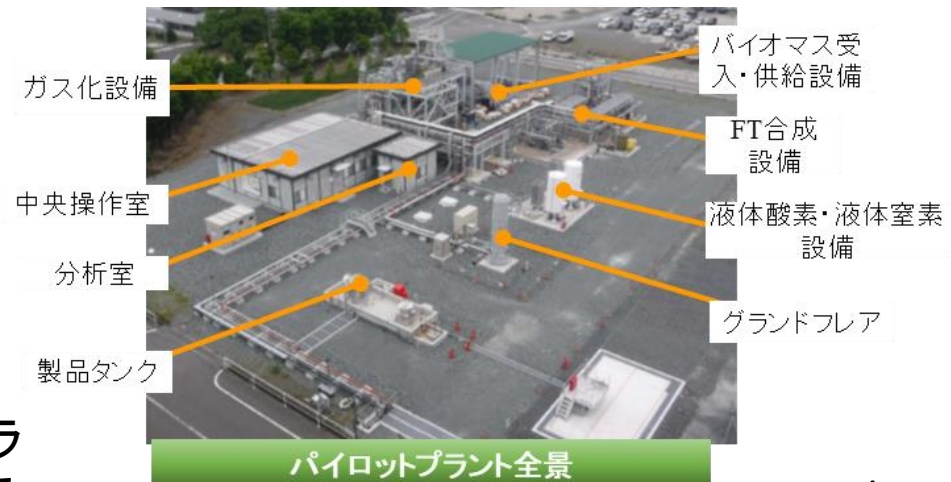 ガス化設備
中央操作室
分析室
製品タンク
バイオマス受
入・供給設備
FT合成
設備
液体酸素・液体窒素
設備
グランドフレア
ラ
パイロットプラント全景